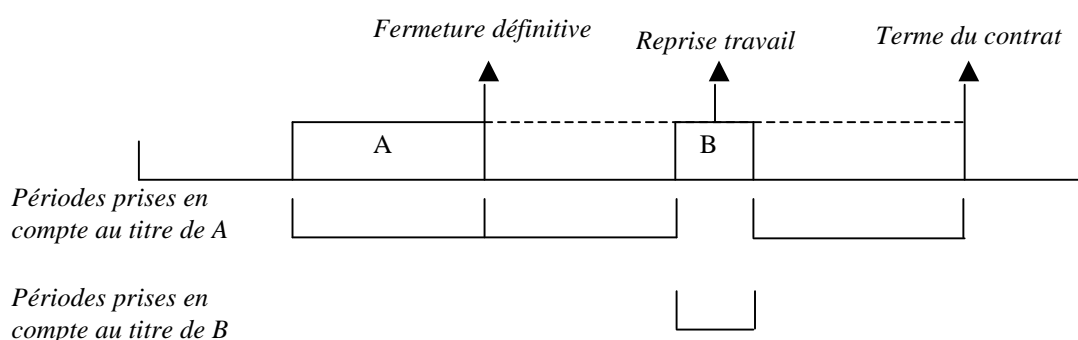 Fermeture définitive
Reprise travail
Terme du contrat
A
B
Périodes prises en
compte au titre de A
Périodes prises en
compte au titre de B